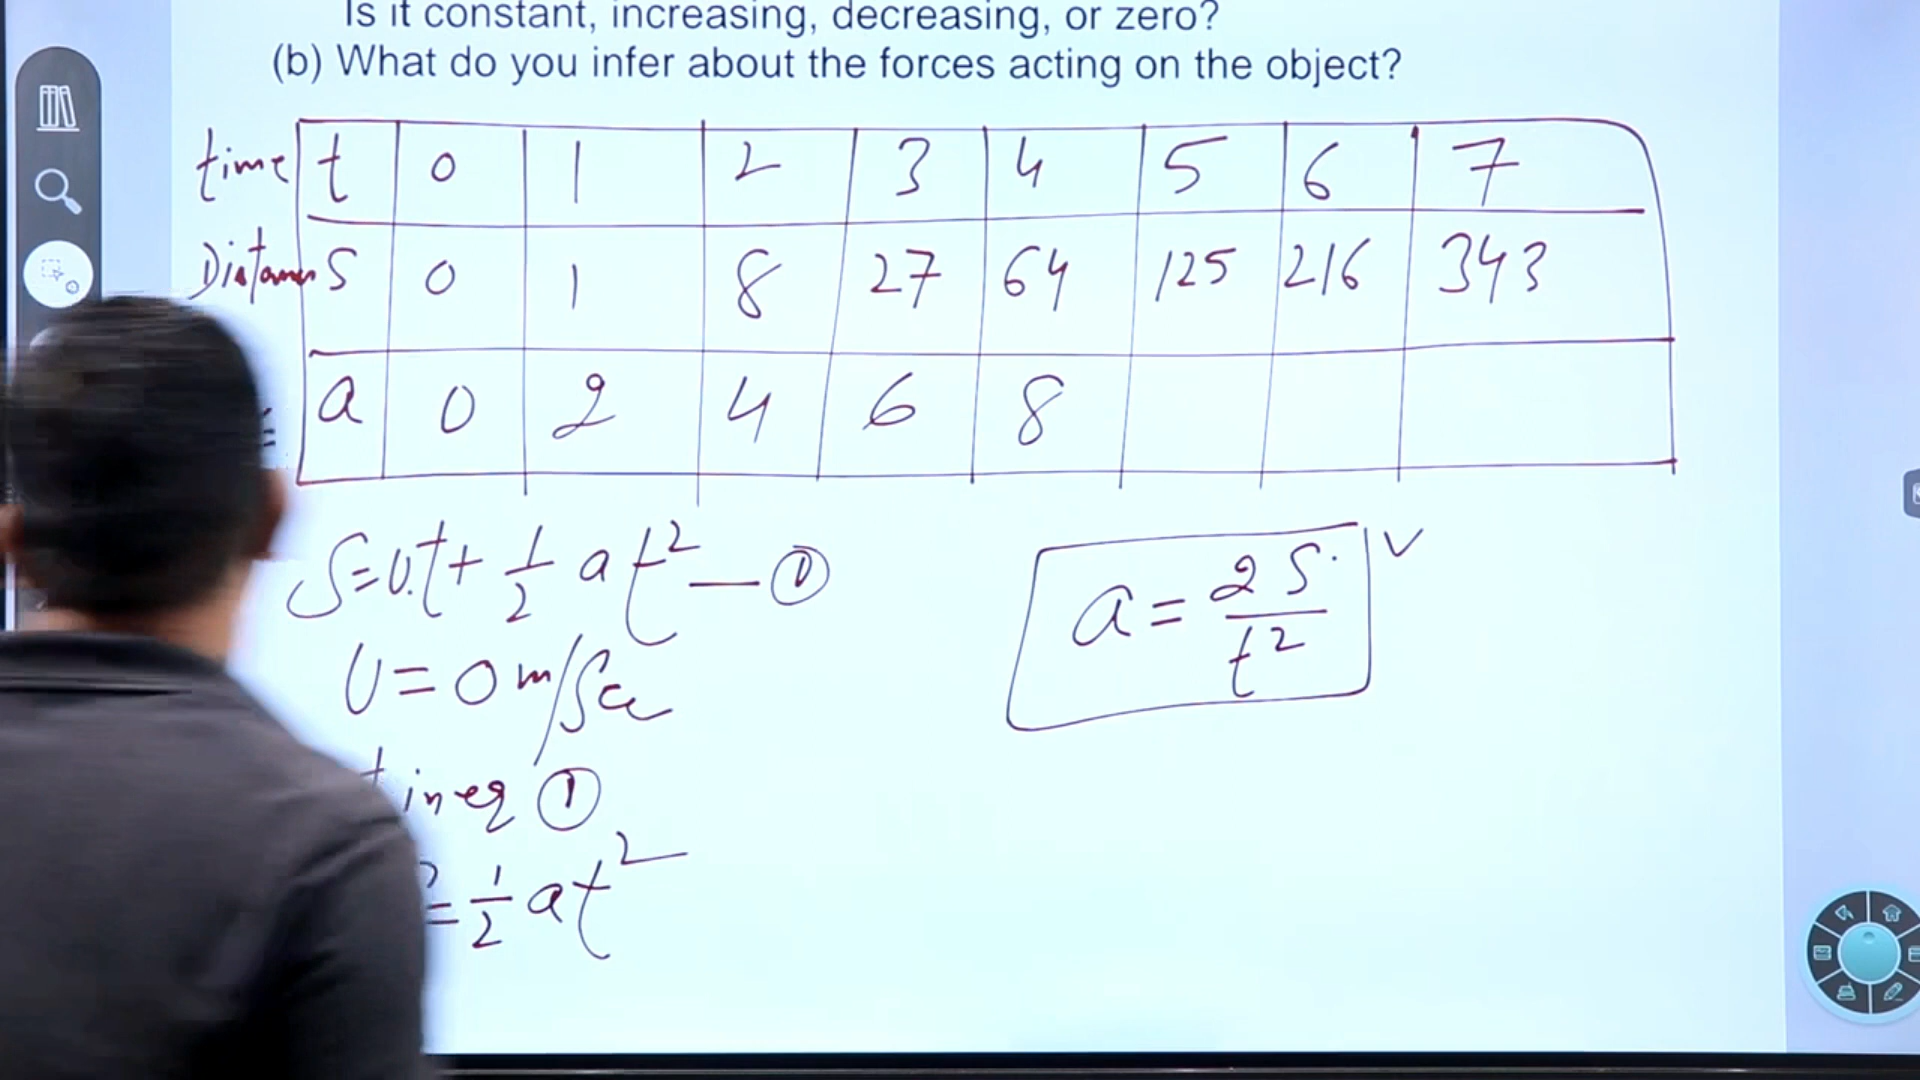 Is it constant, increasing, decreasing, or zero?
(b) What do you infer about the forces acting on the object?
time t 0 1 2 3 4 5 6 7
S 0 1 8 27 64 125 216 343
a 0 2 4 6 8
S=U.t+ 1/2 at² — ①
a = 2S/t²
U=0 m/Sec
in eq ①
= 1/2 at²